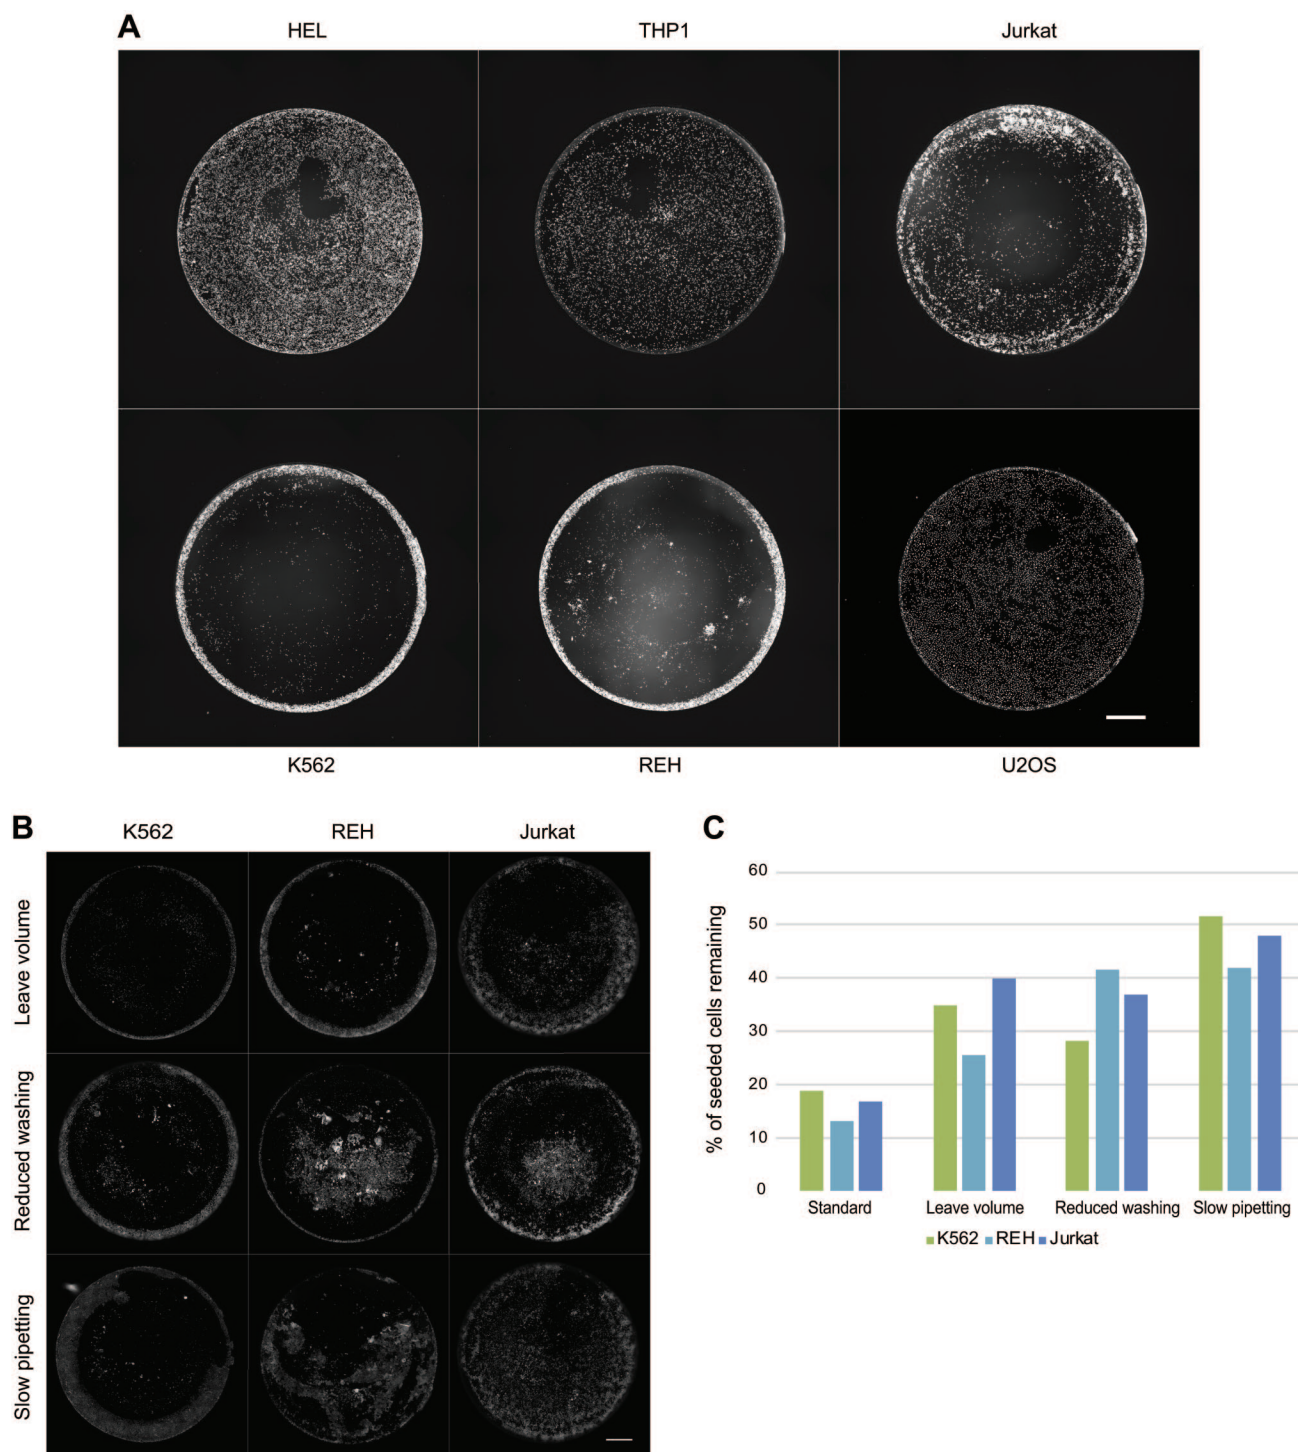 A
HEL THP1 Jurkat
K562 REH U2OS
B
K562 REH Jurkat
Leave volume
Reduced washing
Slow pipetting
C
% of seeded cells remaining
60
50
40
30
20
10
0
Standard Leave volume Reduced washing Slow pipetting
K562 REH Jurkat